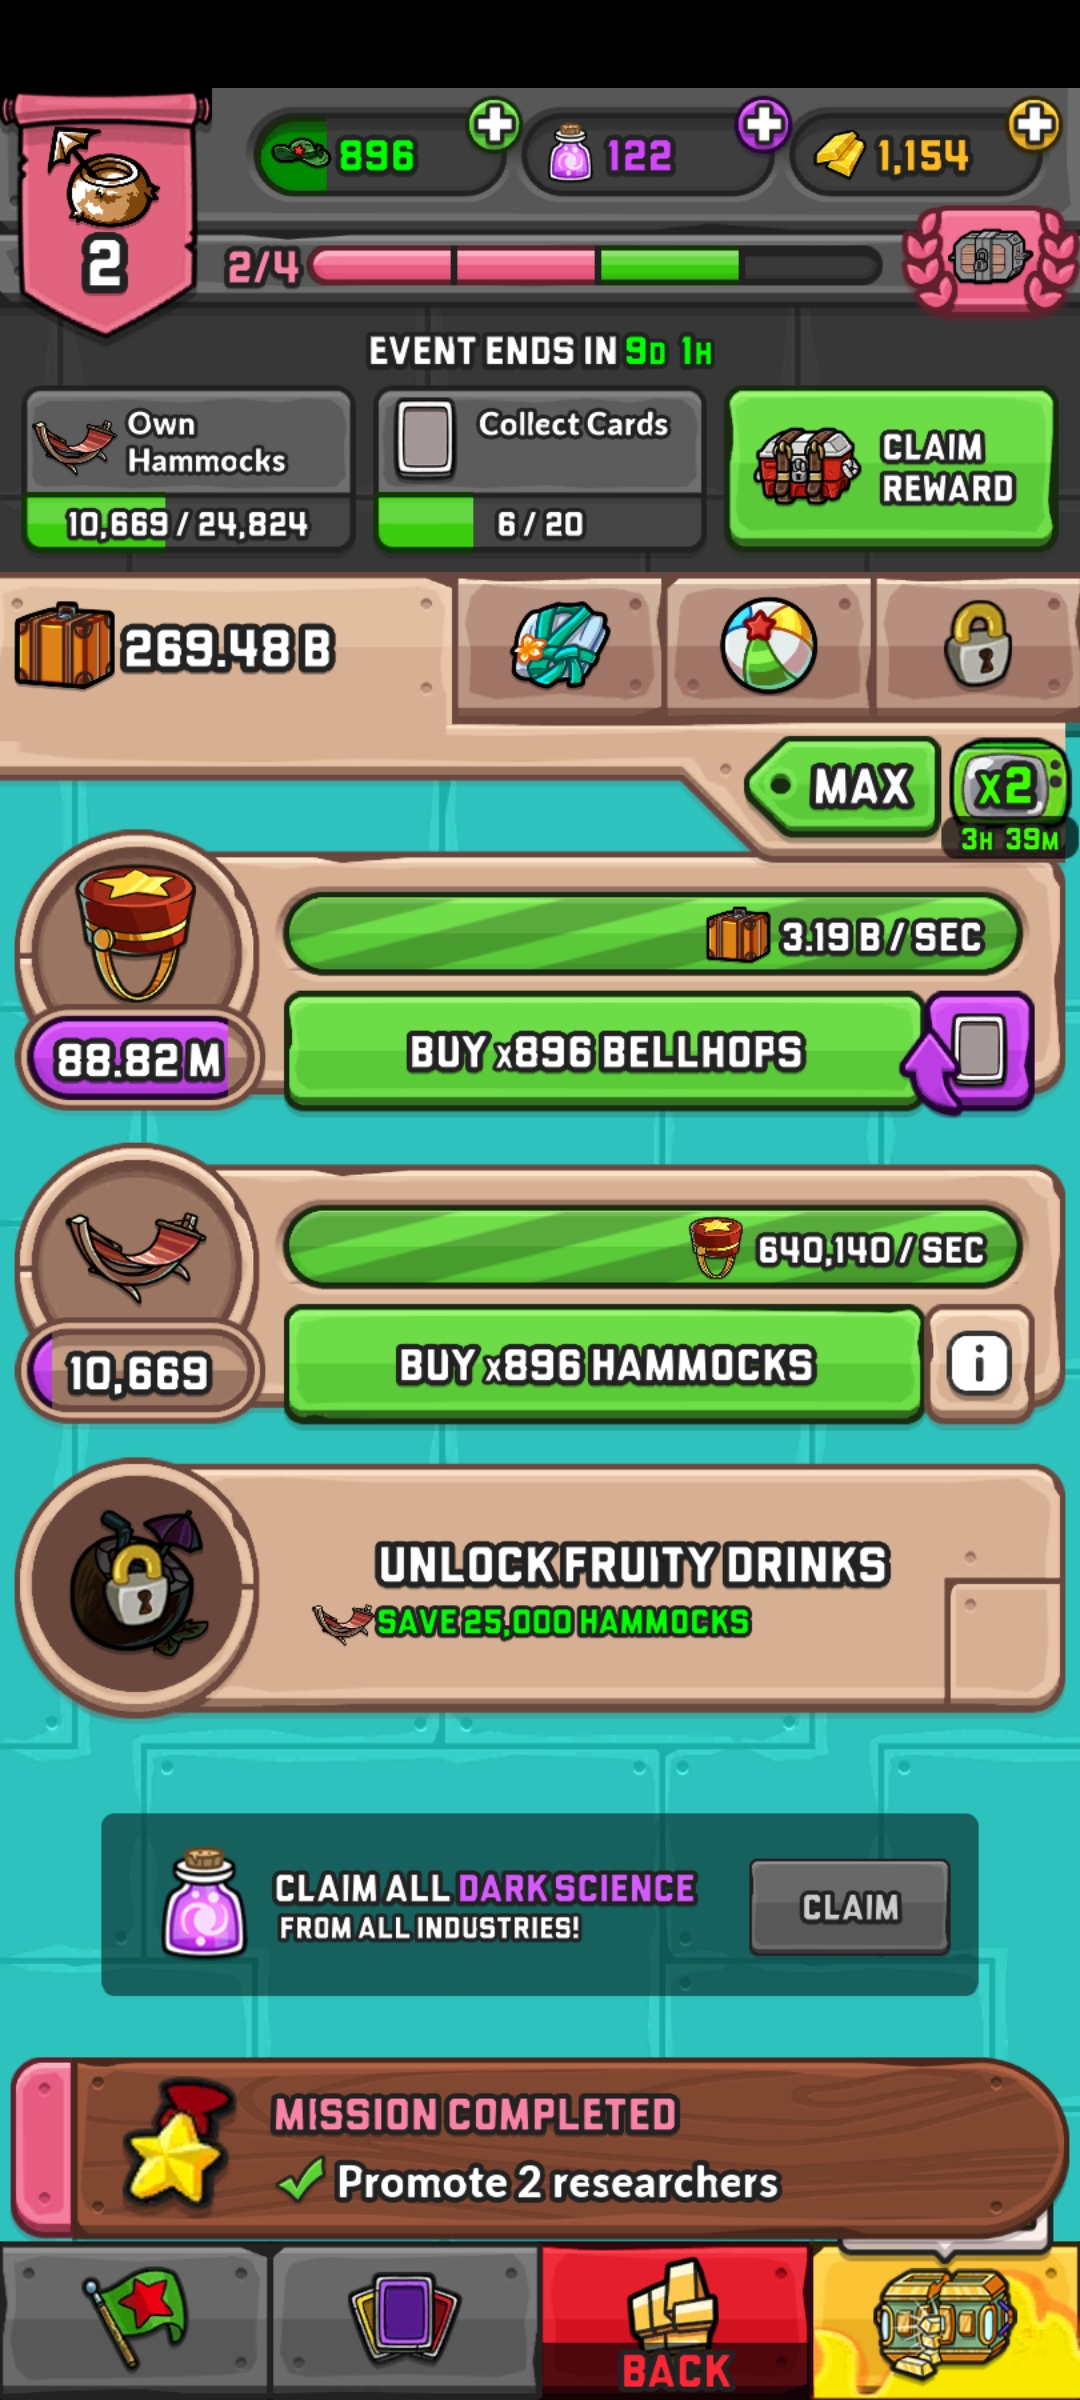 896
122
1,154
2
2/4
EVENT ENDS IN 9D 1H
Own
Hammocks
10,669 / 24,824
Collect Cards
6 / 20
CLAIM
REWARD
269.48 B
MAX
x2
3H 39M
3.19 B / SEC
88.82 M
BUY x896 BELLHOPS
640,140 / SEC
10,669
BUY x896 HAMMOCKS
i
UNLOCK FRUITY DRINKS
SAVE 25,000 HAMMOCKS
CLAIM ALL DARK SCIENCE
FROM ALL INDUSTRIES!
CLAIM
MISSION COMPLETED
Promote 2 researchers
BACK